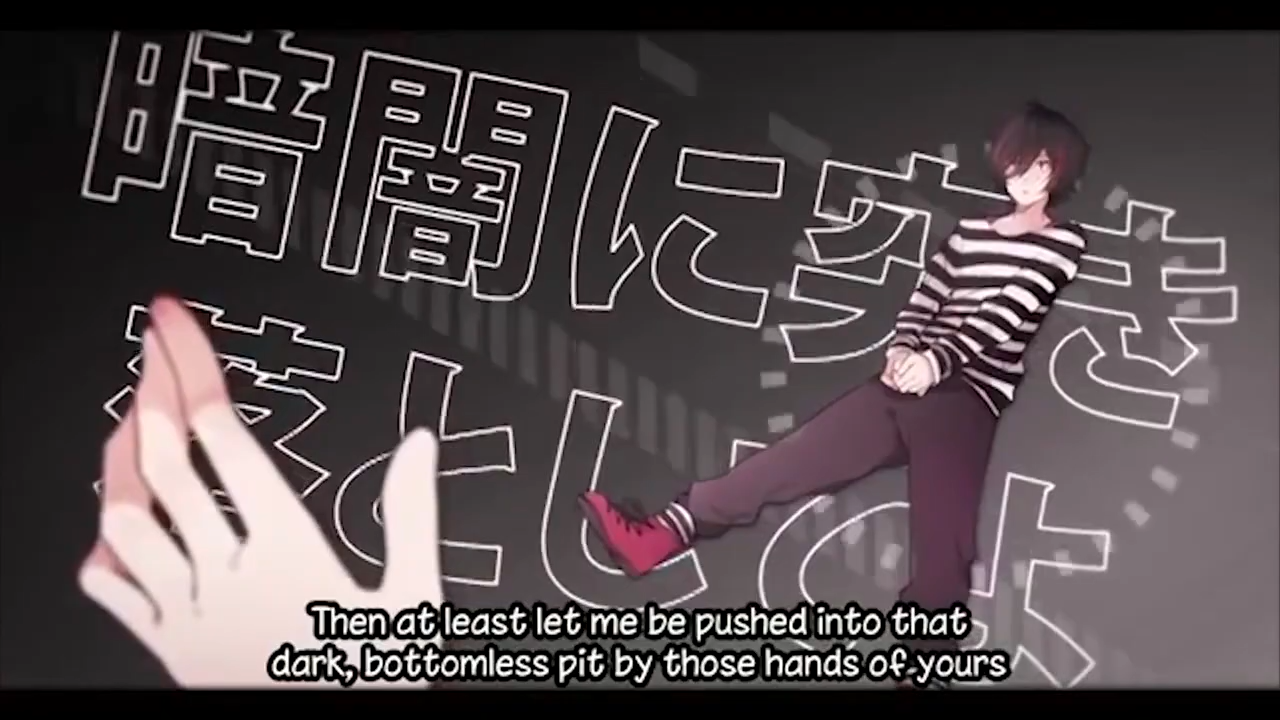 暗闇に突き
落としてよ
Then at least let me be pushed into that
dark, bottomless pit by those hands of yours